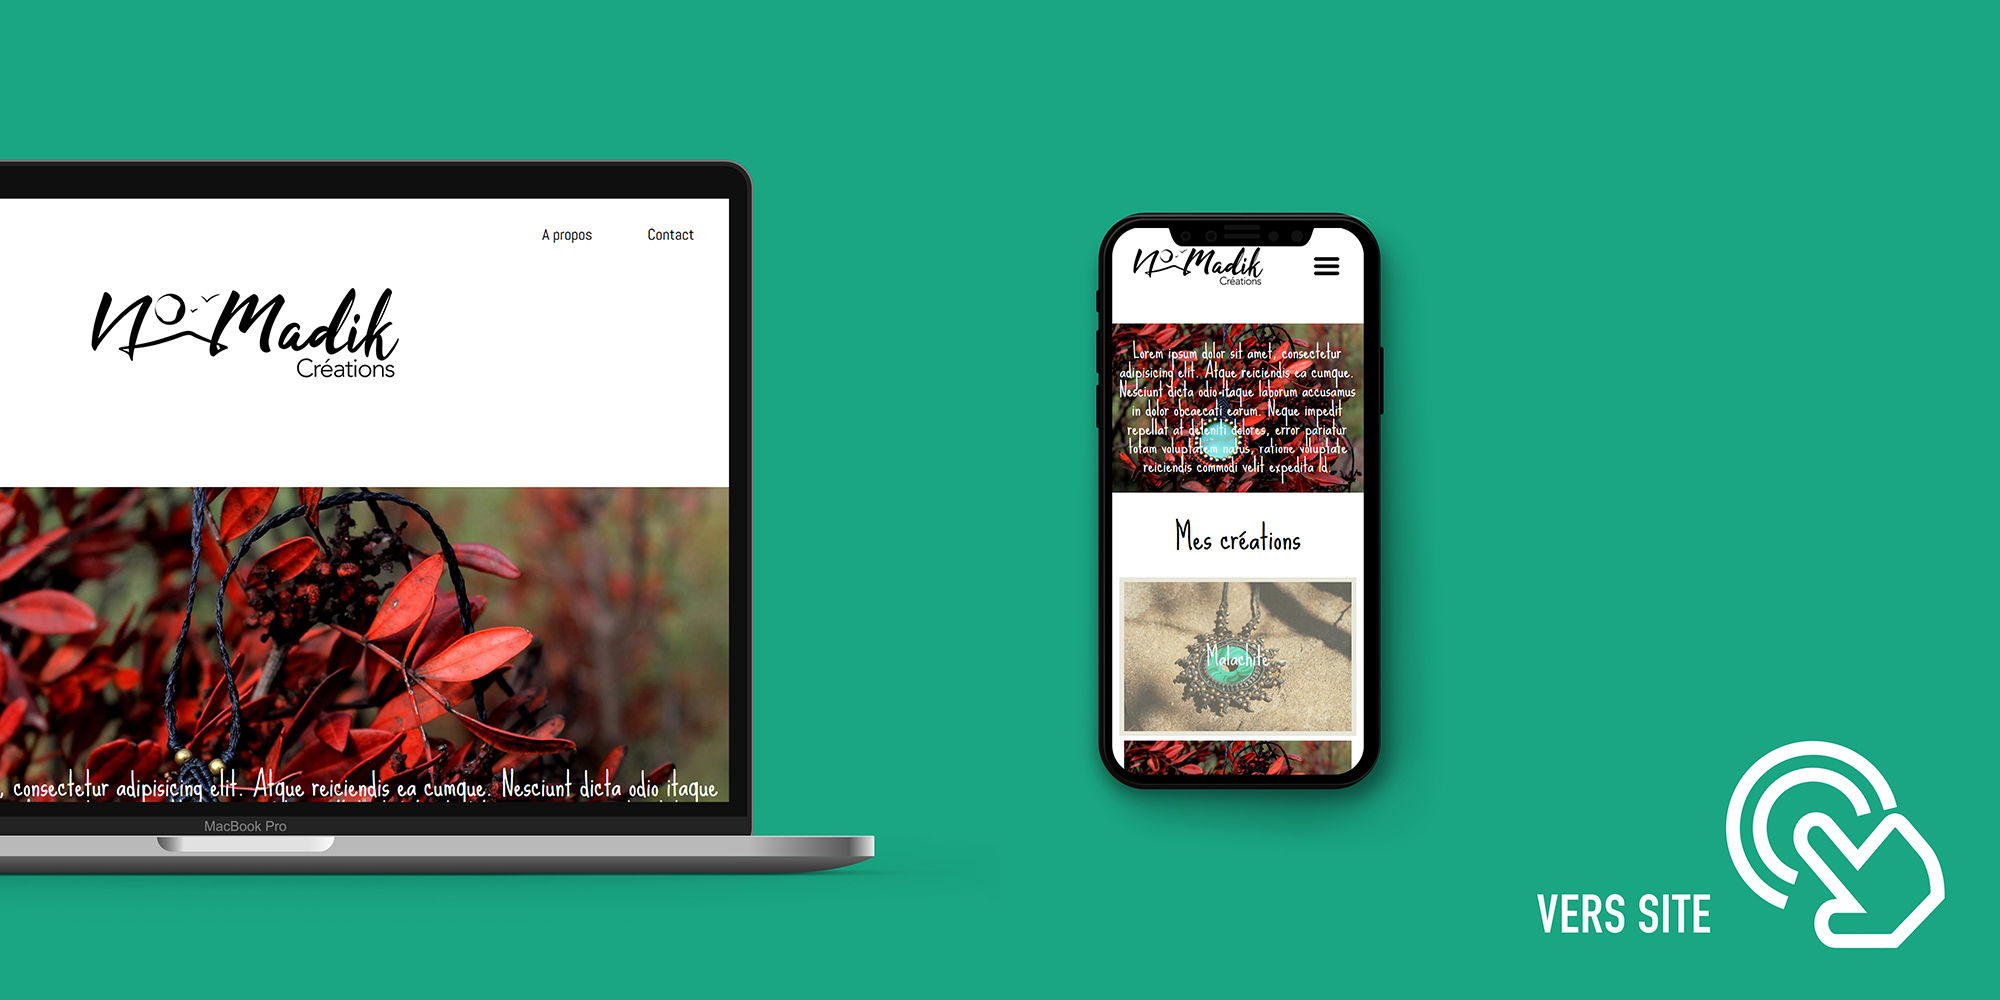 A propos Contact
NoMadik
Créations
, consectetur adipisicing elit. Atque reiciendis ea cumque. Nesciunt dicta odio itaque
MacBook Pro
NoMadik
Créations
Lorem ipsum dolor sit amet, consectetur
adipisicing elit. Atque reiciendis ea cumque.
Nesciunt dicta odio itaque laborum accusamus
in dolor obcaecati earum. Neque impedit
repellat at deleniti dolores, error pariatur
totam voluptatem natus, ratione voluptate
reiciendis commodi velit expedita id.
Mes créations
Malachite
VERS SITE